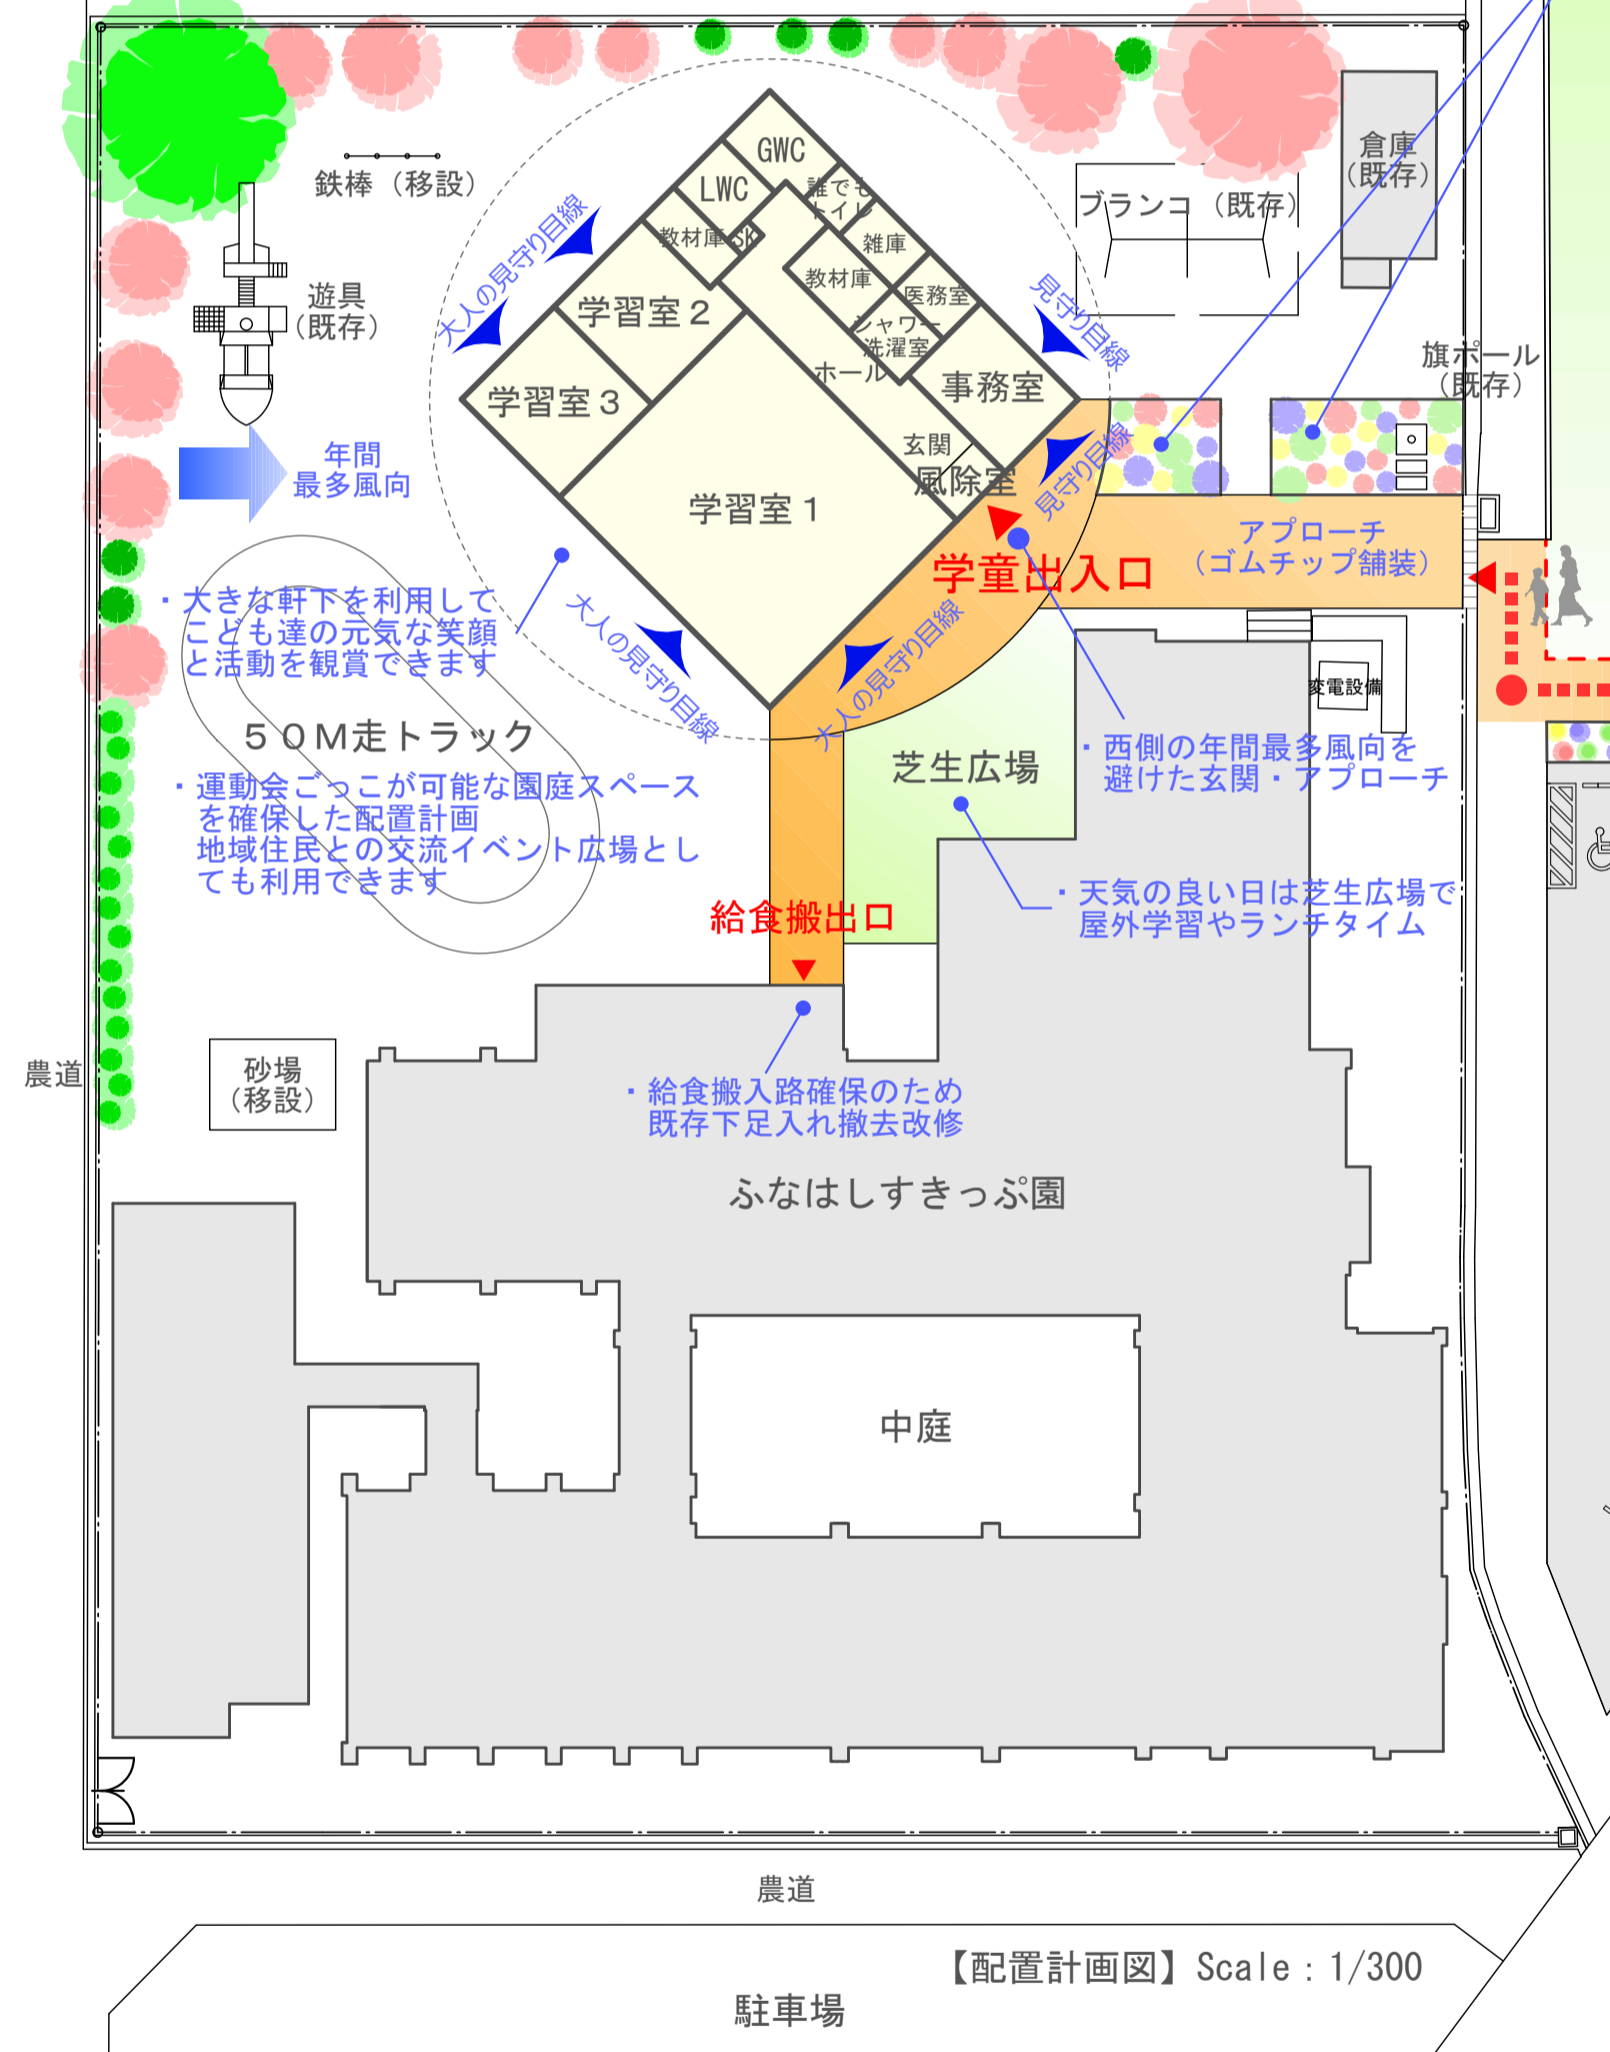 鉄棒（移設）
遊具
（既存）
年間
最多風向
GWC
LWC
誰でも
トイレ
教材庫
SK
雑庫
教材庫
医務室
シャワー
洗濯室
学習室２
学習室３
ホール
事務室
玄関
風除室
学習室１
大人の見守り目線
見守り目線
見守り目線
大人の見守り目線
大人の見守り目線
ブランコ（既存）
倉庫
（既存）
旗ポール
（既存）
アプローチ
（ゴムチップ舗装）
学童出入口
変電設備
・大きな軒下を利用して
こども達の元気な笑顔
と活動を観賞できます
５０Ｍ走トラック
・運動会ごっこが可能な園庭スペース
を確保した配置計画
地域住民との交流イベント広場とし
ても利用できます
芝生広場
・西側の年間最多風向を
避けた玄関・アプローチ
・天気の良い日は芝生広場で
屋外学習やランチタイム
給食搬出口
農道
砂場
（移設）
・給食搬入路確保のため
既存下足入れ撤去改修
ふなはしすきっぷ園
中庭
農道
【配置計画図】Scale：1/300
駐車場